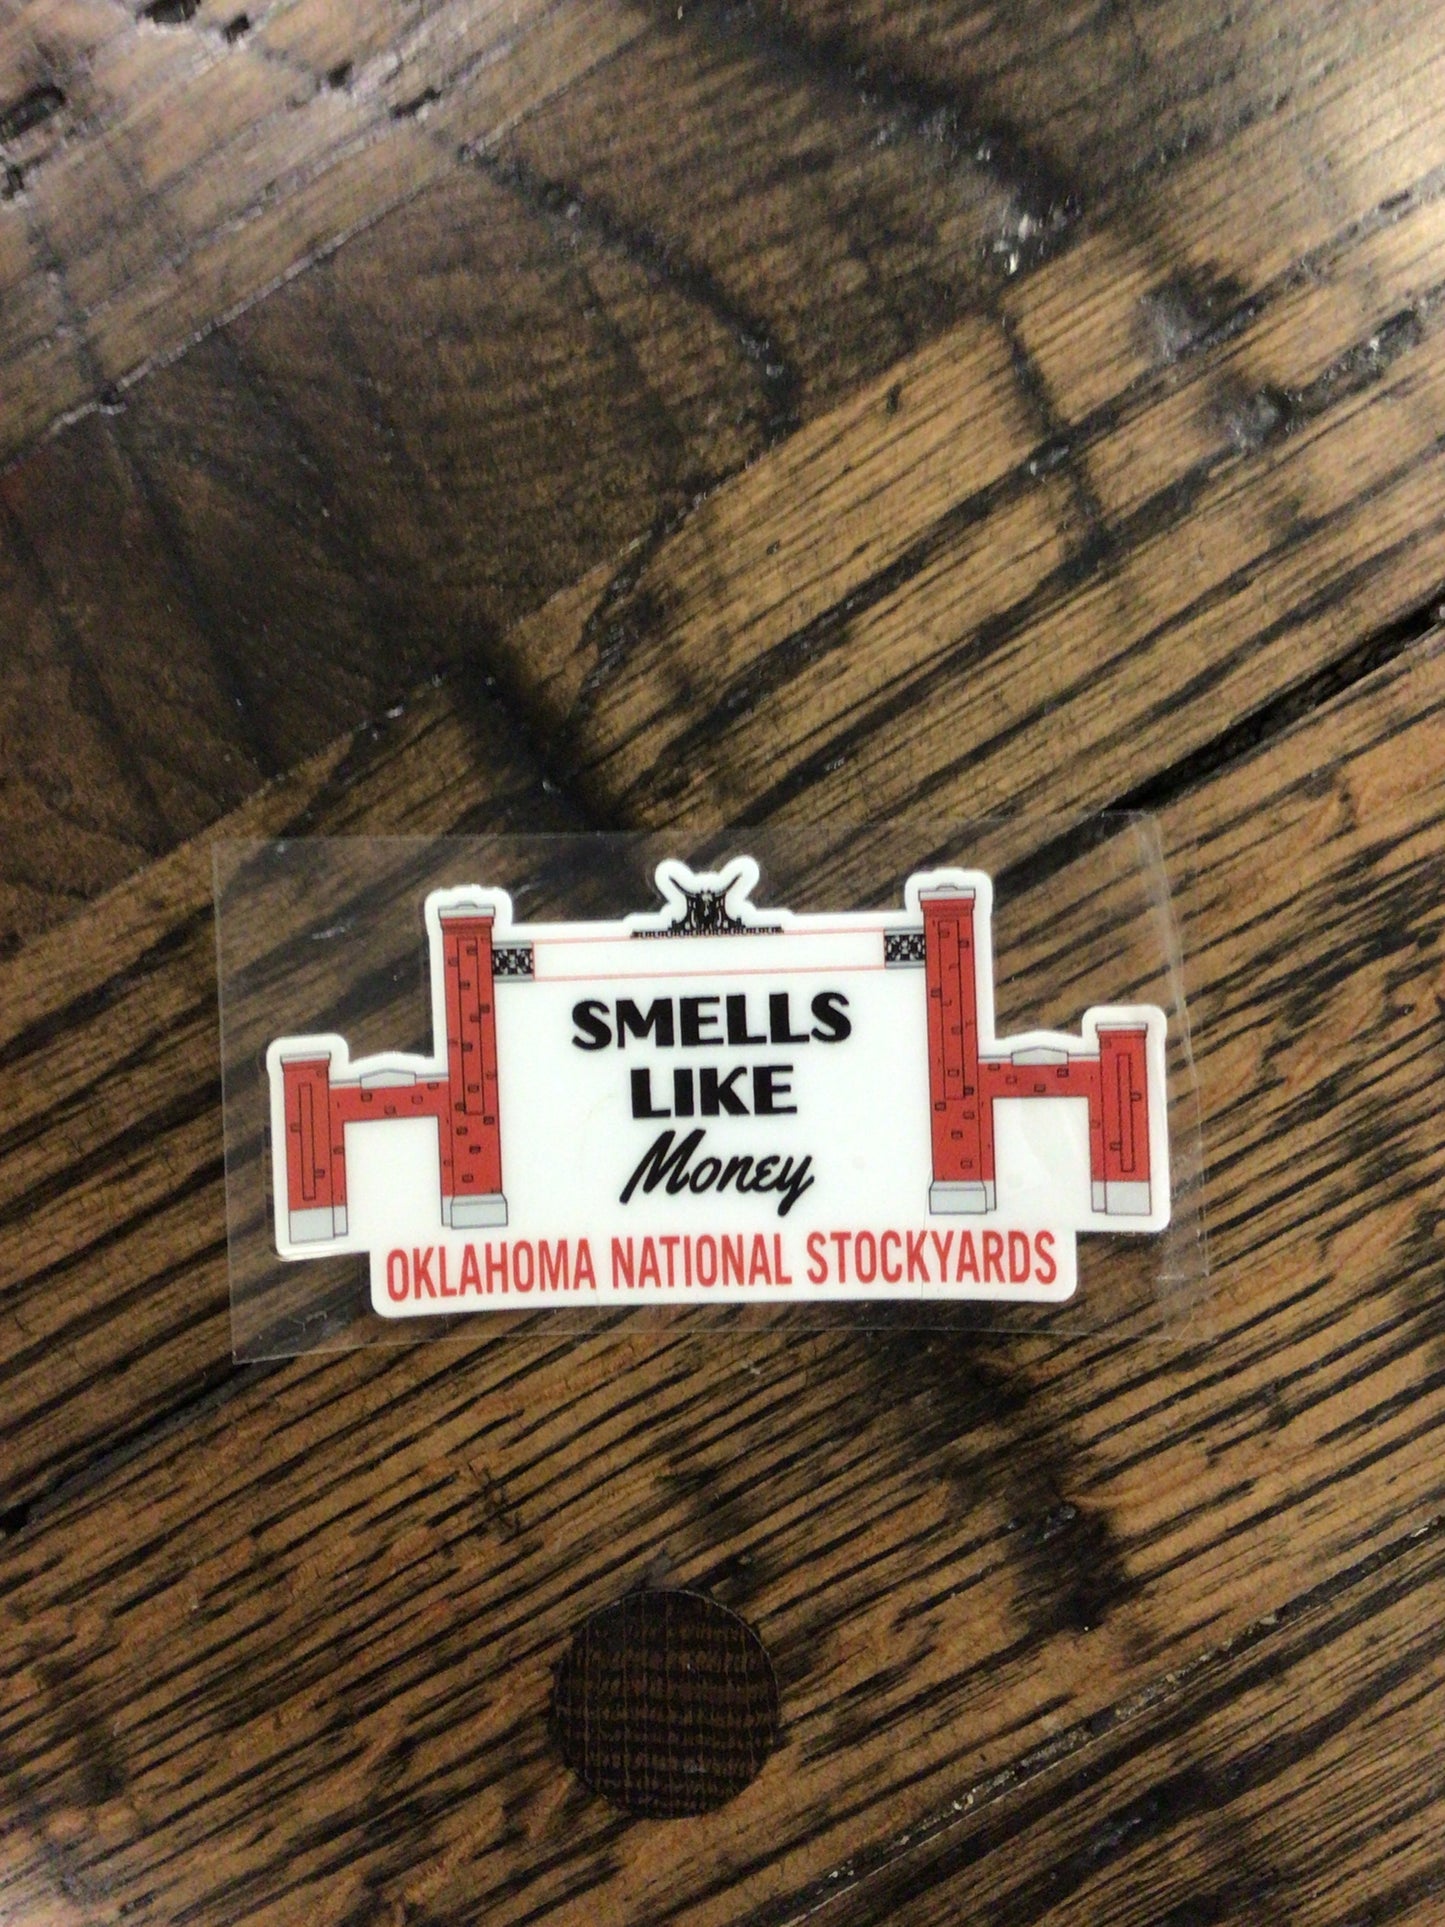 SMELLS
LIKE
Money
OKLAHOMA NATIONAL STOCKYARDS